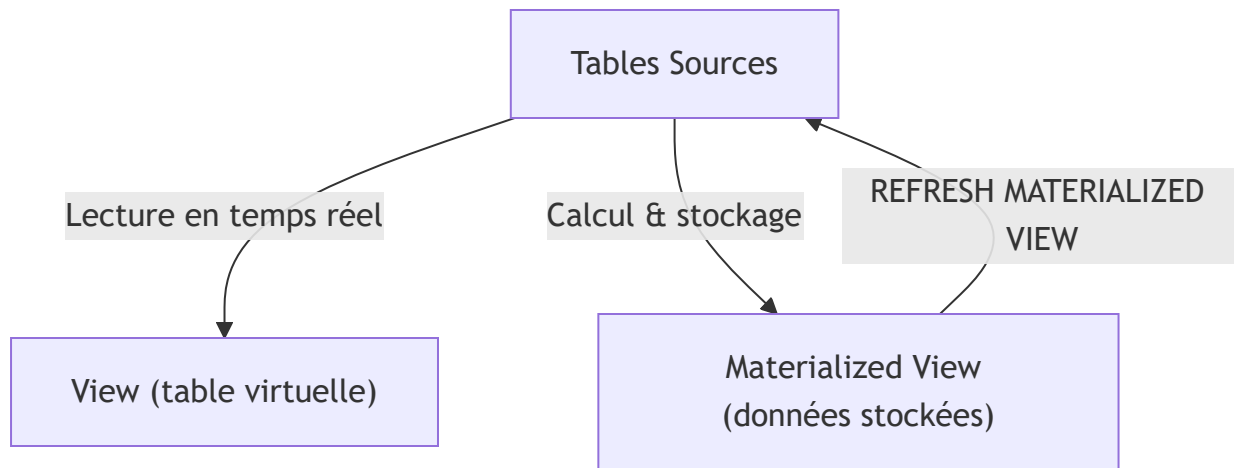 Tables Sources
Lecture en temps réel
Calcul & stockage
REFRESH MATERIALIZED
VIEW
View (table virtuelle)
Materialized View
(données stockées)